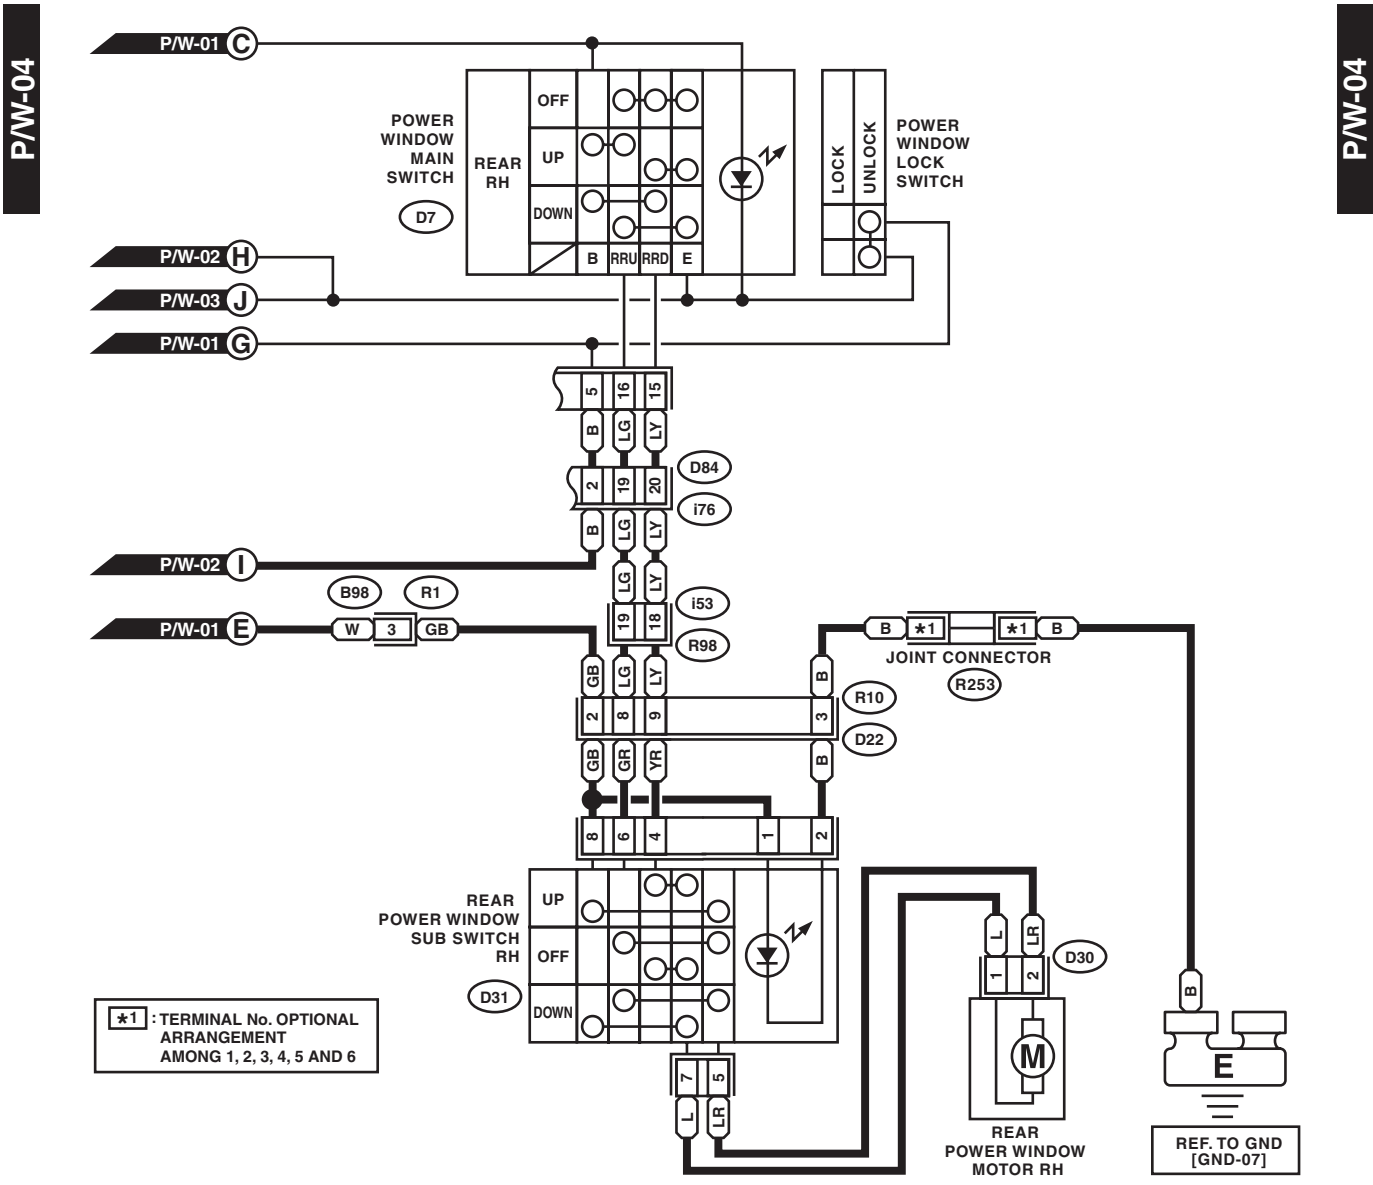 P/W-04
P/W-04
P/W-01 C
OFF
UP
DOWN
REAR
RH
B RRU RRD E
POWER
WINDOW
MAIN
SWITCH
D7
LOCK
UNLOCK
POWER
WINDOW
LOCK
SWITCH
P/W-02 H
P/W-03 J
P/W-01 G
5 16 15
B LG LY
D84
2 19 20
i76
B LG LY
P/W-02 I
LG LY
B98 R1
i53
P/W-01 E
W 3 GB
19 18
R98
B *1 *1 B
JOINT CONNECTOR
R253
GB LG LY B
R10
2 8 9 3
D22
GB GR YR B
8 6 4 1 2
REAR
POWER WINDOW
SUB SWITCH
RH
D31
UP
OFF
DOWN
L LR
D30
1 2
M
REAR
POWER WINDOW
MOTOR RH
7 5
L LR
B
E
REF. TO GND
[GND-07]
*1 : TERMINAL No. OPTIONAL
ARRANGEMENT
AMONG 1, 2, 3, 4, 5 AND 6